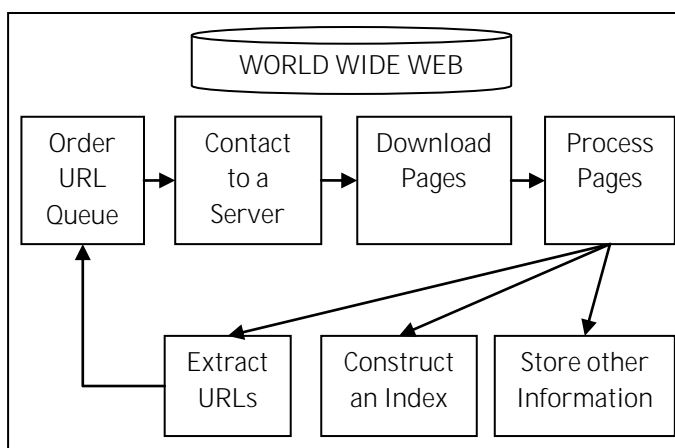 WORLD WIDE WEB
Order
URL
Queue
Contact
to a
Server
Download
Pages
Process
Pages
Extract
URLs
Construct
an Index
Store other
Information